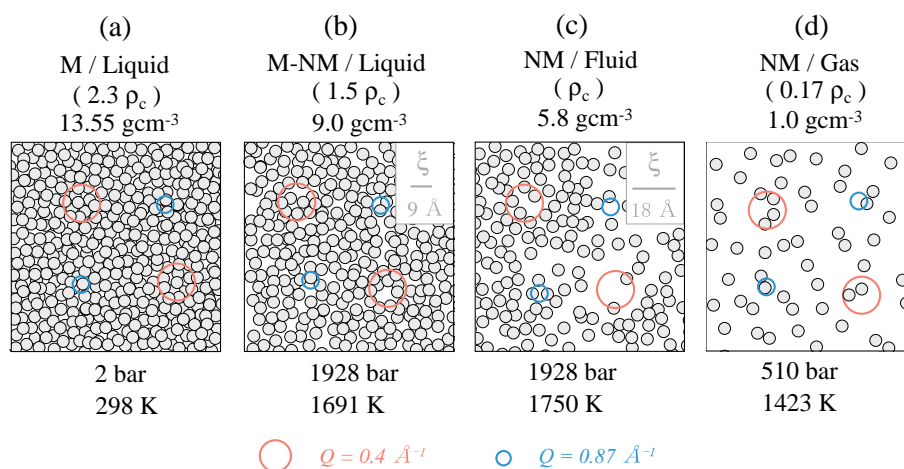 (a)
M / Liquid
( 2.3 ρc )
13.55 gcm-3
(b)
M-NM / Liquid
( 1.5 ρc )
9.0 gcm-3
(c)
NM / Fluid
( ρc )
5.8 gcm-3
(d)
NM / Gas
( 0.17 ρc )
1.0 gcm-3
ξ
9 Å
ξ
18 Å
2 bar
298 K
1928 bar
1691 K
1928 bar
1750 K
510 bar
1423 K
Q = 0.4 Å-1
Q = 0.87 Å-1